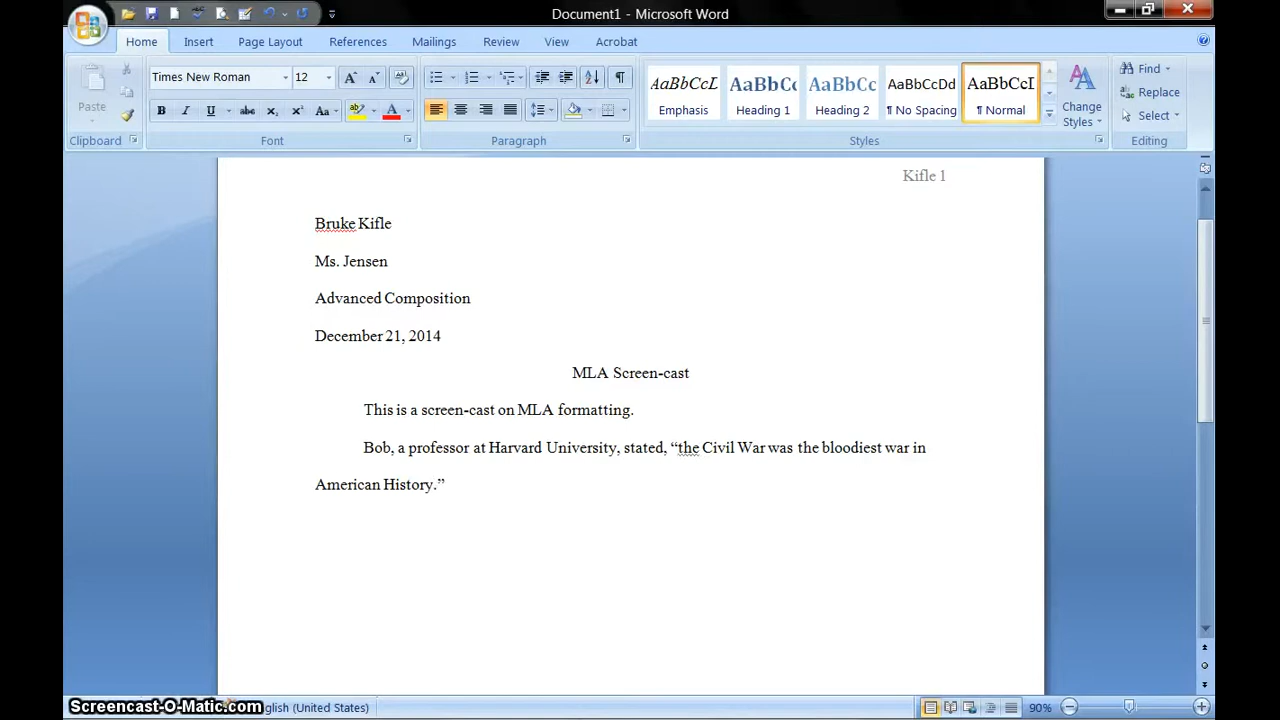 Document1 - Microsoft Word
Home Insert Page Layout References Mailings Review View Acrobat
Times New Roman 12
Paste
AaBbCcL AaBbCc AaBbCc AaBbCcDd AaBbCcI
Emphasis Heading 1 Heading 2 ¶ No Spacing ¶ Normal
Change Styles
Find
Replace
Select
Clipboard Font Paragraph Styles Editing
Kifle 1
Bruke Kifle
Ms. Jensen
Advanced Composition
December 21, 2014
MLA Screen-cast
This is a screen-cast on MLA formatting.
Bob, a professor at Harvard University, stated, “the Civil War was the bloodiest war in
American History.”
Screencast-O-Matic.com
(United States) 90%